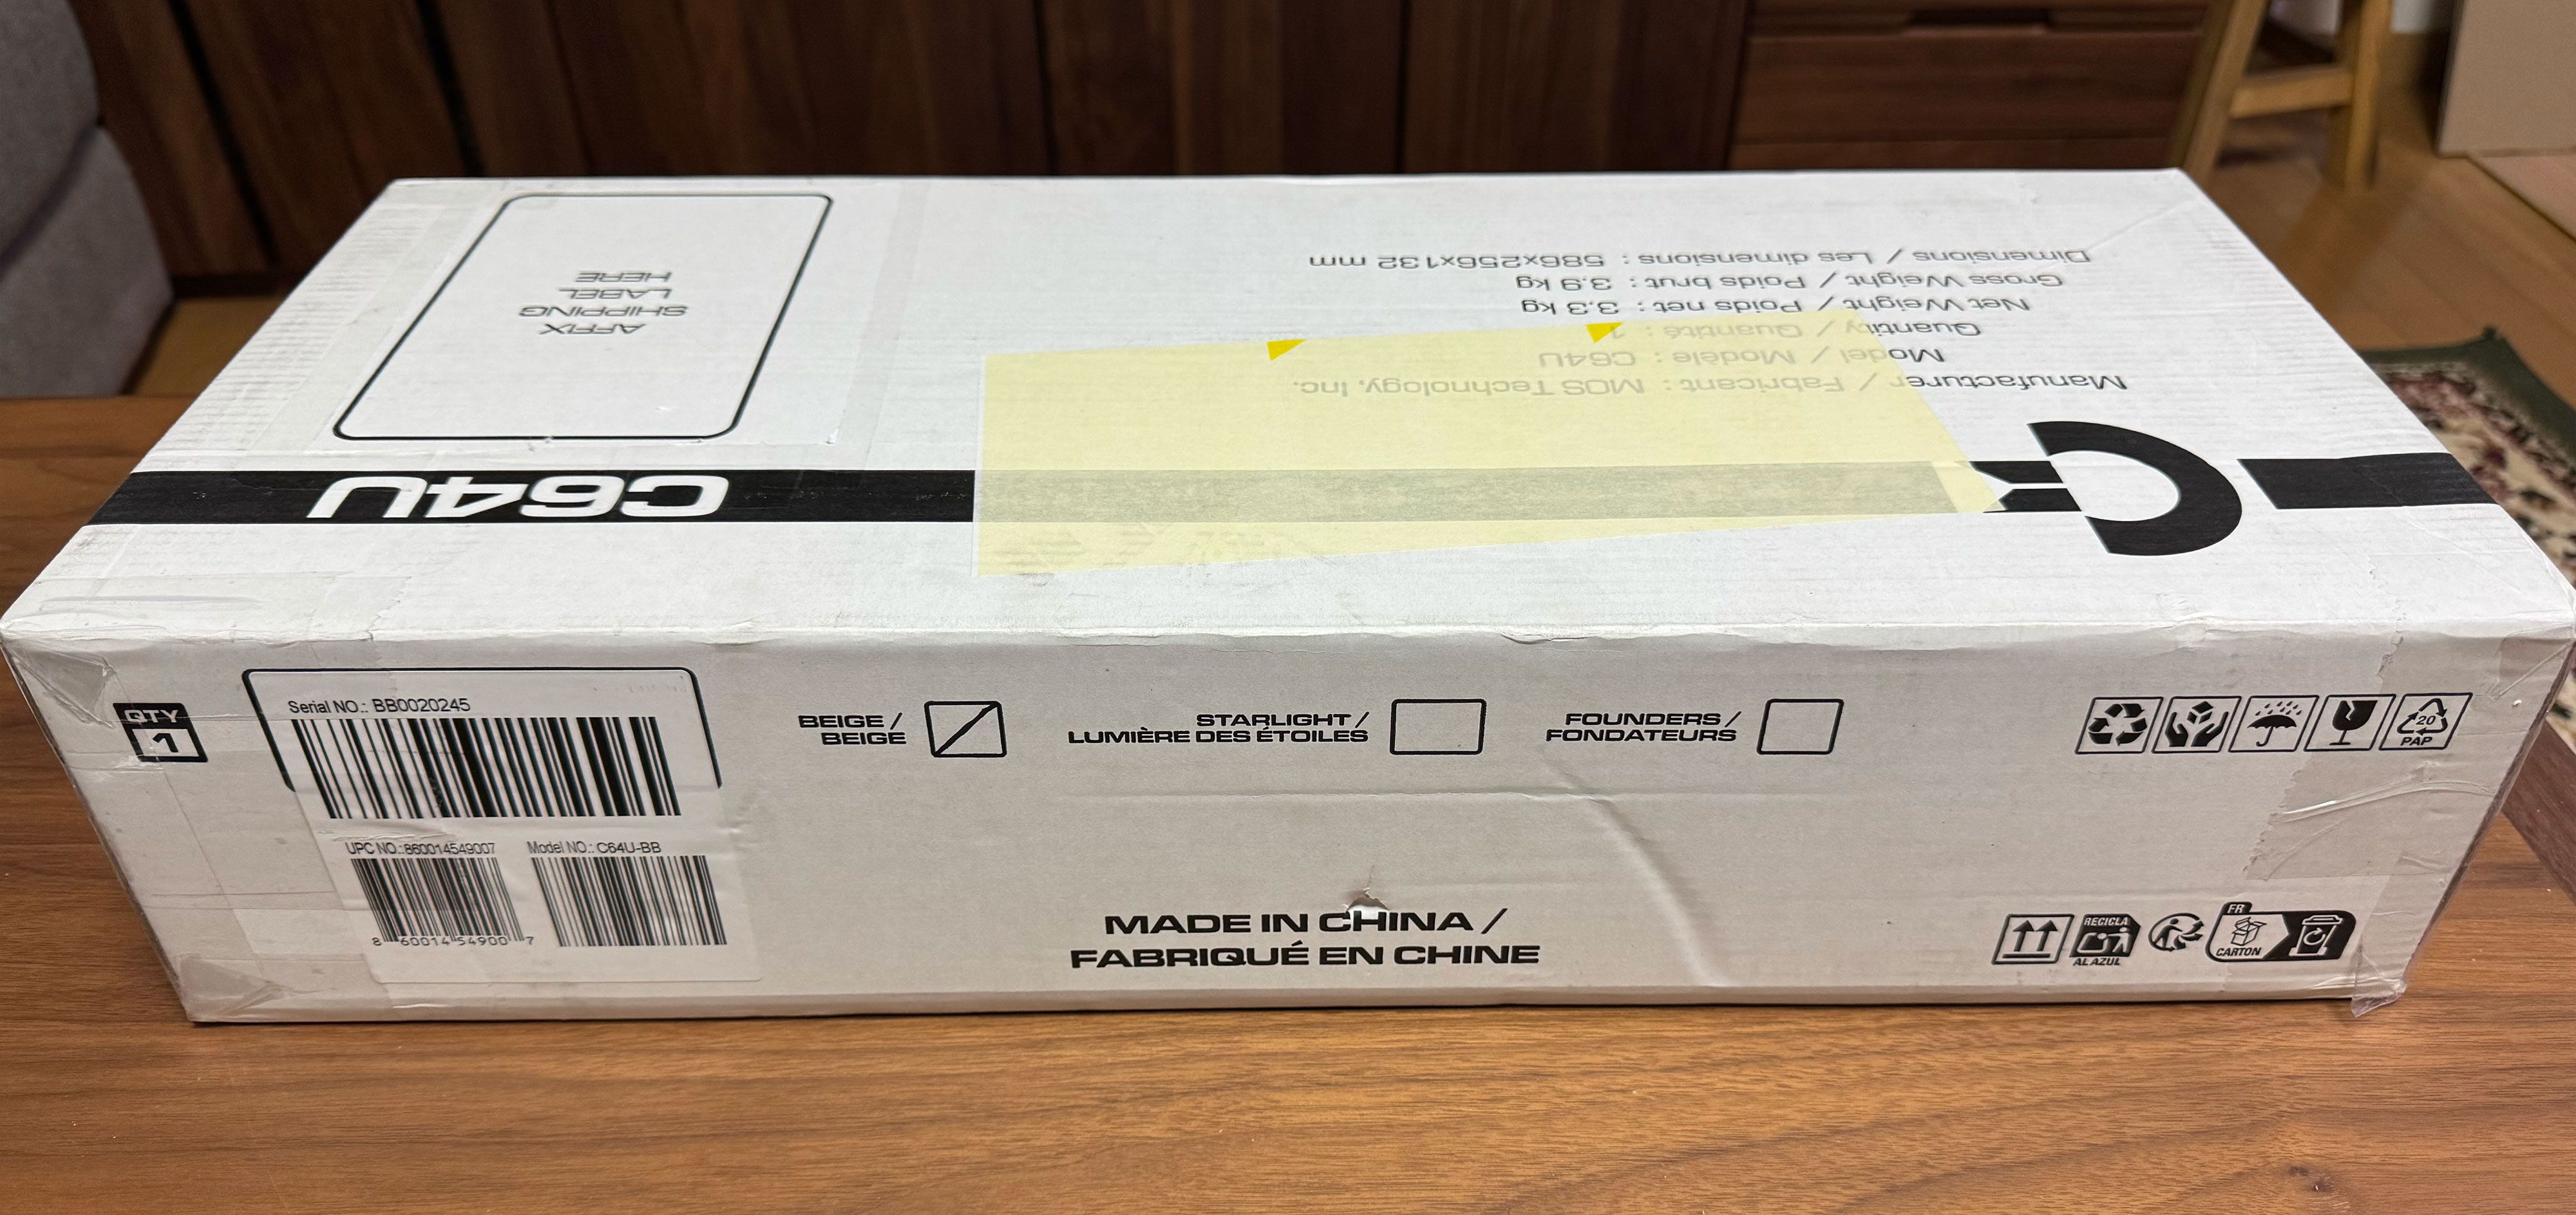 Manufacturer / Fabricant : MOS Technology, Inc.
Model / Modèle : C64U
Quantity / Quantité : 1
Net Weight / Poids net : 3.3 kg
Gross Weight / Poids brut : 3.9 kg
Dimensions / Les dimensions : 586x256x132 mm
AFFIX
SHIPPING
LABEL
HERE
C64U
QTY
1
Serial NO.: BB0020245
UPC NO.:860014549007
8 60014 54900 7
Model NO.: C64U-BB
BEIGE /
BEIGE
STARLIGHT /
LUMIÈRE DES ÉTOILES
FOUNDERS /
FONDATEURS
20
PAP
MADE IN CHINA /
FABRIQUÉ EN CHINE
RECICLA
AL AZUL
FR
CARTON